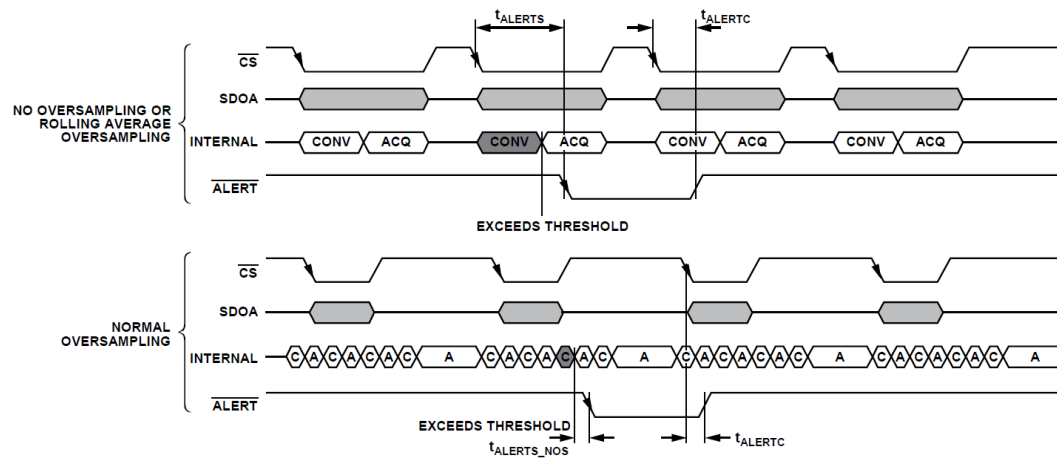 tALERTS
tALERTC
CS
SDOA
NO OVERSAMPLING OR
ROLLING AVERAGE
OVERSAMPLING
INTERNAL
CONV ACQ CONV ACQ CONV ACQ CONV ACQ
ALERT
EXCEEDS THRESHOLD
CS
SDOA
NORMAL
OVERSAMPLING
INTERNAL
C A C A C A C A C A C A C A C A C A C A C A C A C A C A C A C A
ALERT
EXCEEDS THRESHOLD
tALERTS_NOS
tALERTC